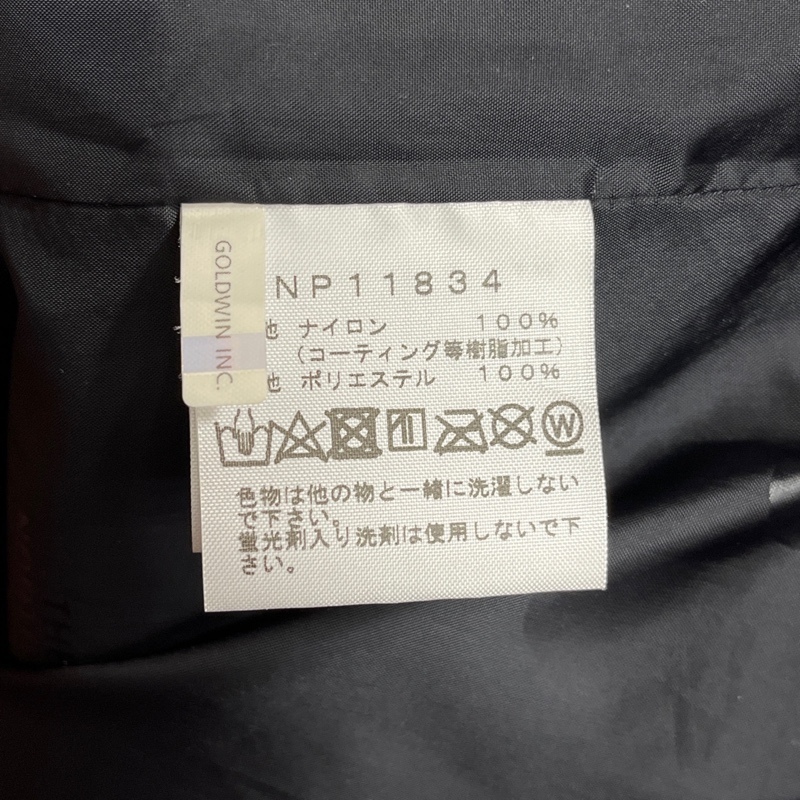 GOLDWIN INC.
NP11834
地 ナイロン 100%
(コーティング等樹脂加工)
地 ポリエステル 100%
W
色物は他の物と一緒に洗濯しない
で下さい。
蛍光剤入り洗剤は使用しないで下
さい。